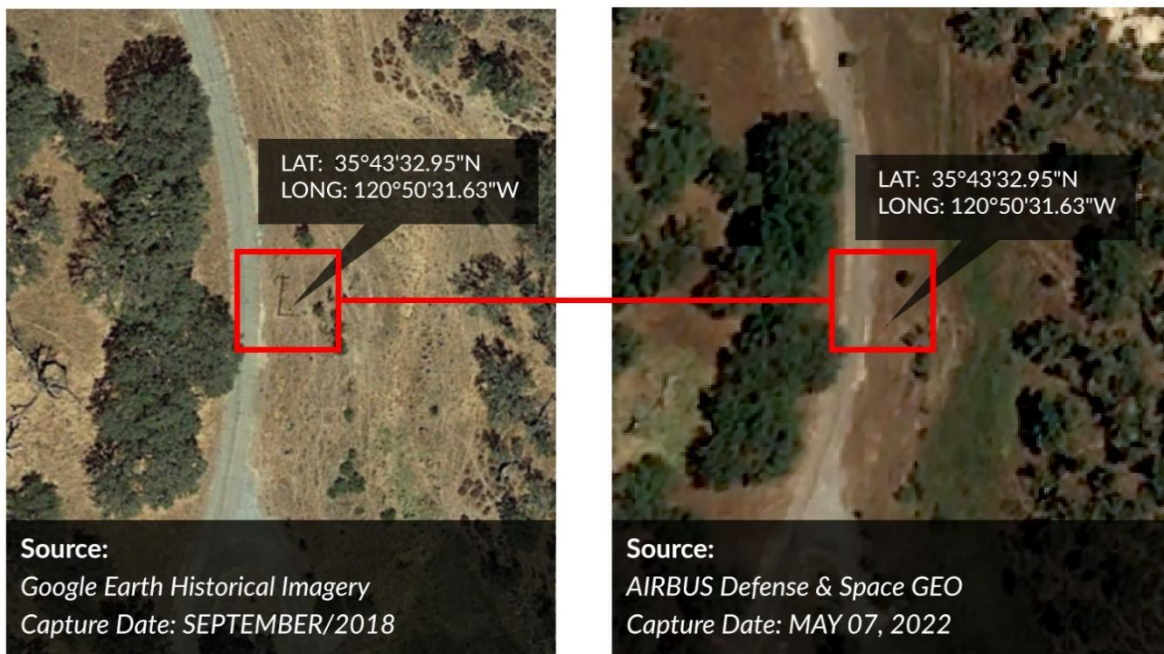 LAT: 35°43'32.95"N
LONG: 120°50'31.63"W
Source:
Google Earth Historical Imagery
Capture Date: SEPTEMBER/2018
LAT: 35°43'32.95"N
LONG: 120°50'31.63"W
Source:
AIRBUS Defense & Space GEO
Capture Date: MAY 07, 2022